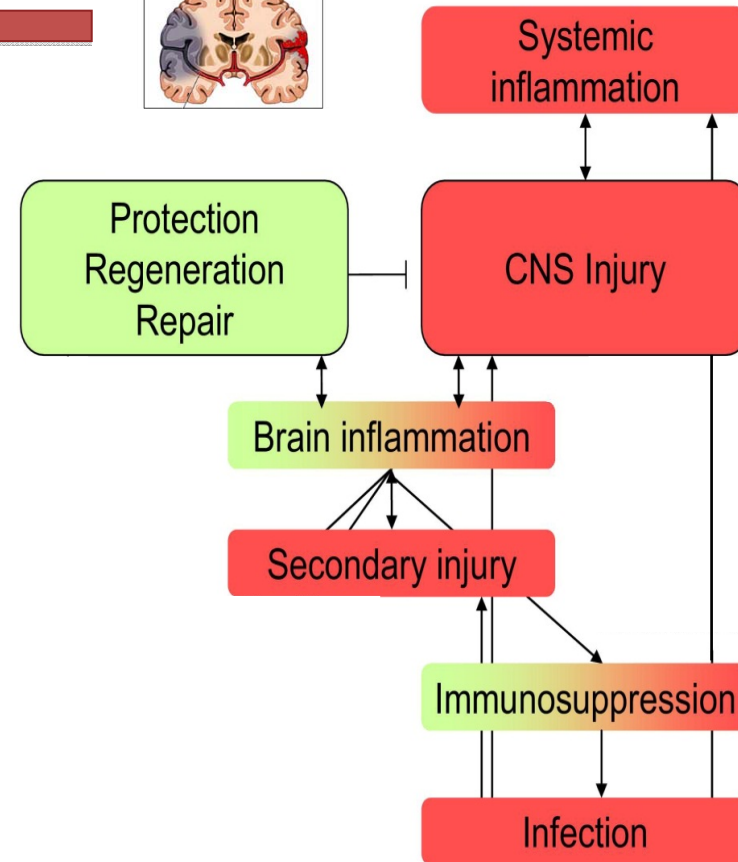 Systemic
inflammation
Protection
Regeneration
Repair
CNS Injury
Brain inflammation
Secondary injury
Immunosuppression
Infection